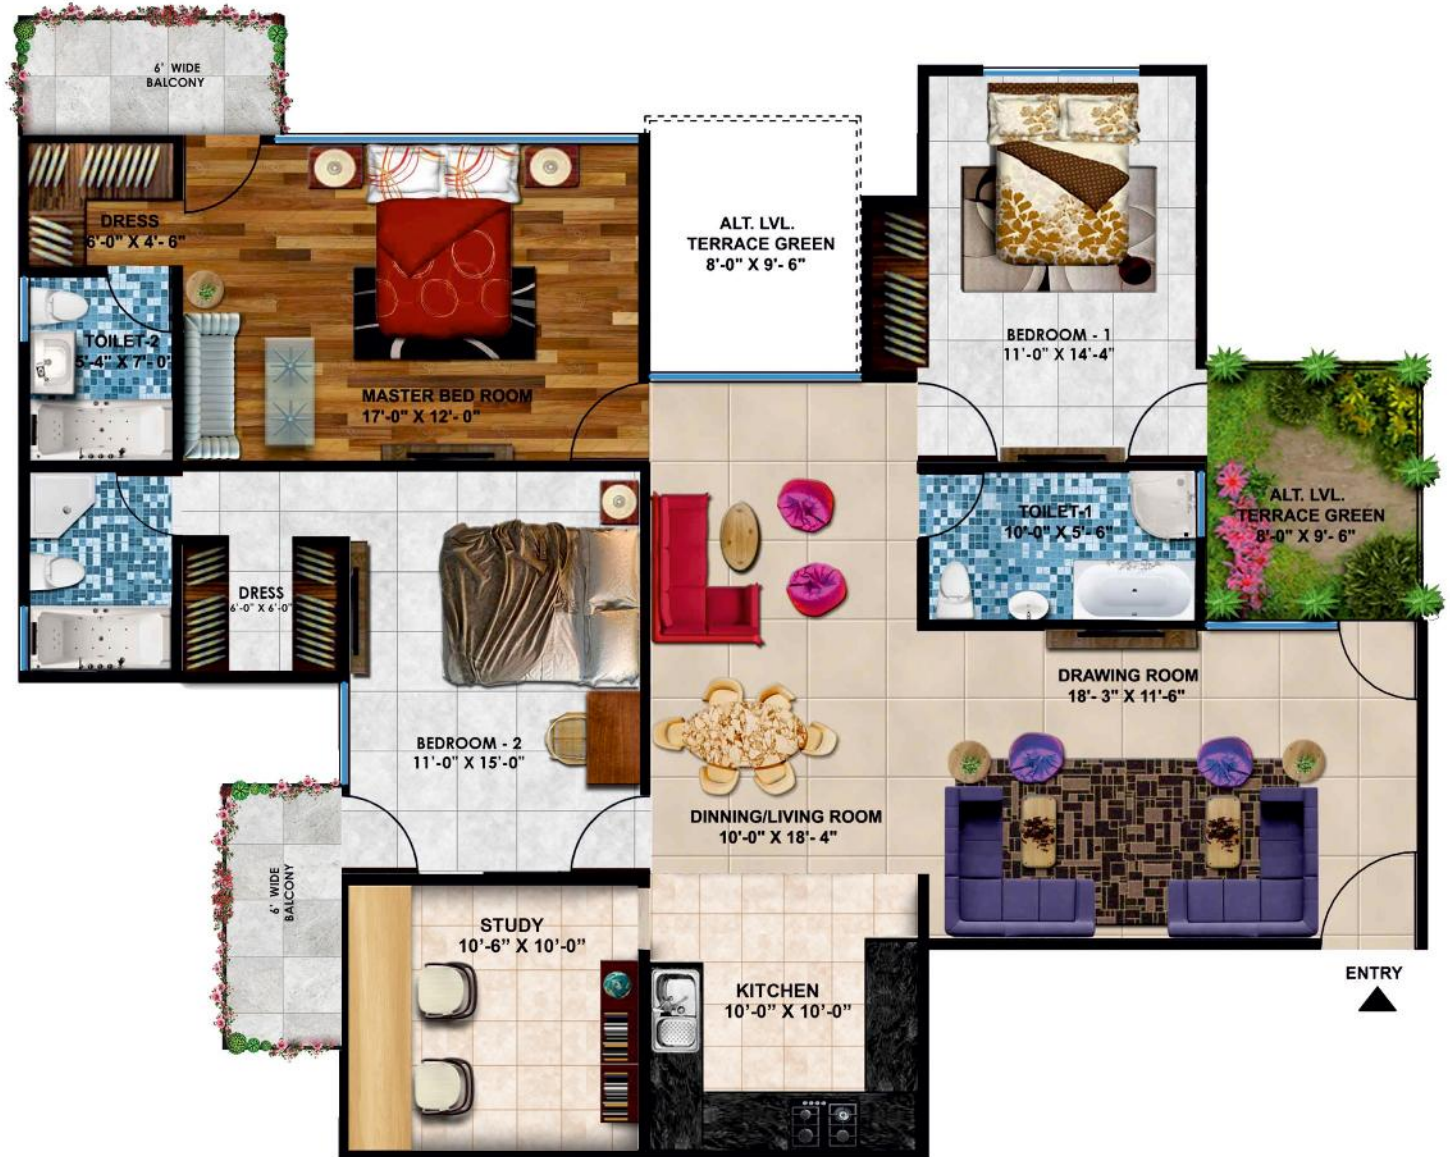 6' WIDE
BALCONY
DRESS
6'-0" X 4'- 6"
TOILET-2
5'-4" X 7'- 0'
MASTER BED ROOM
17'-0" X 12'- 0"
ALT. LVL.
TERRACE GREEN
8'-0" X 9'- 6"
BEDROOM - 1
11'-0" X 14'-4"
TOILET-1
10'-0" X 5'- 6"
ALT. LVL.
TERRACE GREEN
8'-0" X 9'- 6"
DRESS
6'-0" X 6'-0"
BEDROOM - 2
11'-0" X 15'-0"
DRAWING ROOM
18'- 3" X 11'-6"
DINNING/LIVING ROOM
10'-0" X 18'- 4"
6' WIDE
BALCONY
STUDY
10'-6" X 10'-0"
KITCHEN
10'-0" X 10'-0"
ENTRY